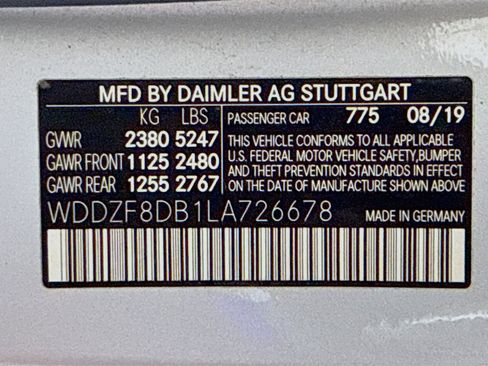 MFD BY DAIMLER AG STUTTGART
KG LBS PASSENGER CAR 775 08/19
GVWR 2380 5247 THIS VEHICLE CONFORMS TO ALL APPLICABLE
GAWR FRONT 1125 2480 U.S. FEDERAL MOTOR VEHICLE SAFETY,BUMPER
GAWR REAR 1255 2767 AND THEFT PREVENTION STANDARDS IN EFFECT
ON THE DATE OF MANUFACTURE SHOWN ABOVE.
WDDZF8DB1LA726678 MADE IN GERMANY